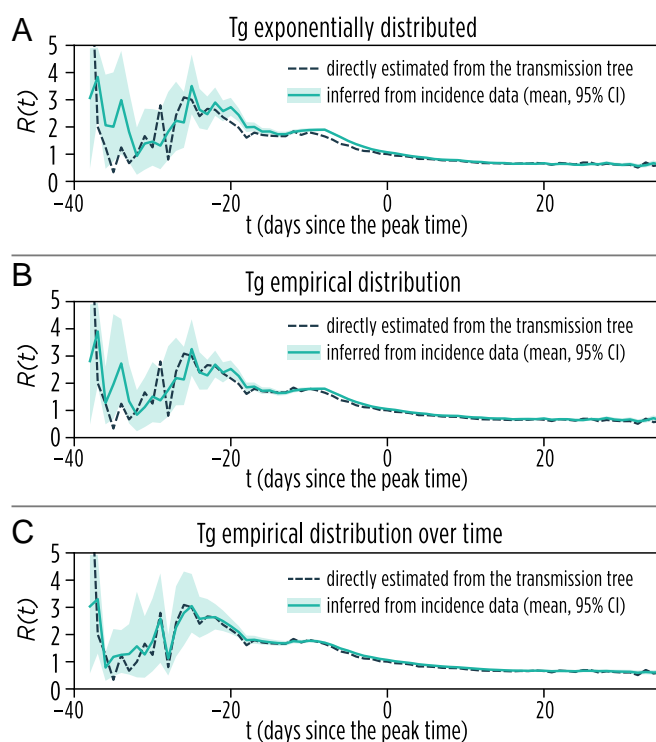 A
Tg exponentially distributed
5
4
3
2
1
0
R(t)
directly estimated from the transmission tree
inferred from incidence data (mean, 95% CI)
−40
−20
0
20
t (days since the peak time)
B
Tg empirical distribution
5
4
3
2
1
0
R(t)
directly estimated from the transmission tree
inferred from incidence data (mean, 95% CI)
−40
−20
0
20
t (days since the peak time)
C
Tg empirical distribution over time
5
4
3
2
1
0
R(t)
directly estimated from the transmission tree
inferred from incidence data (mean, 95% CI)
−40
−20
0
20
t (days since the peak time)